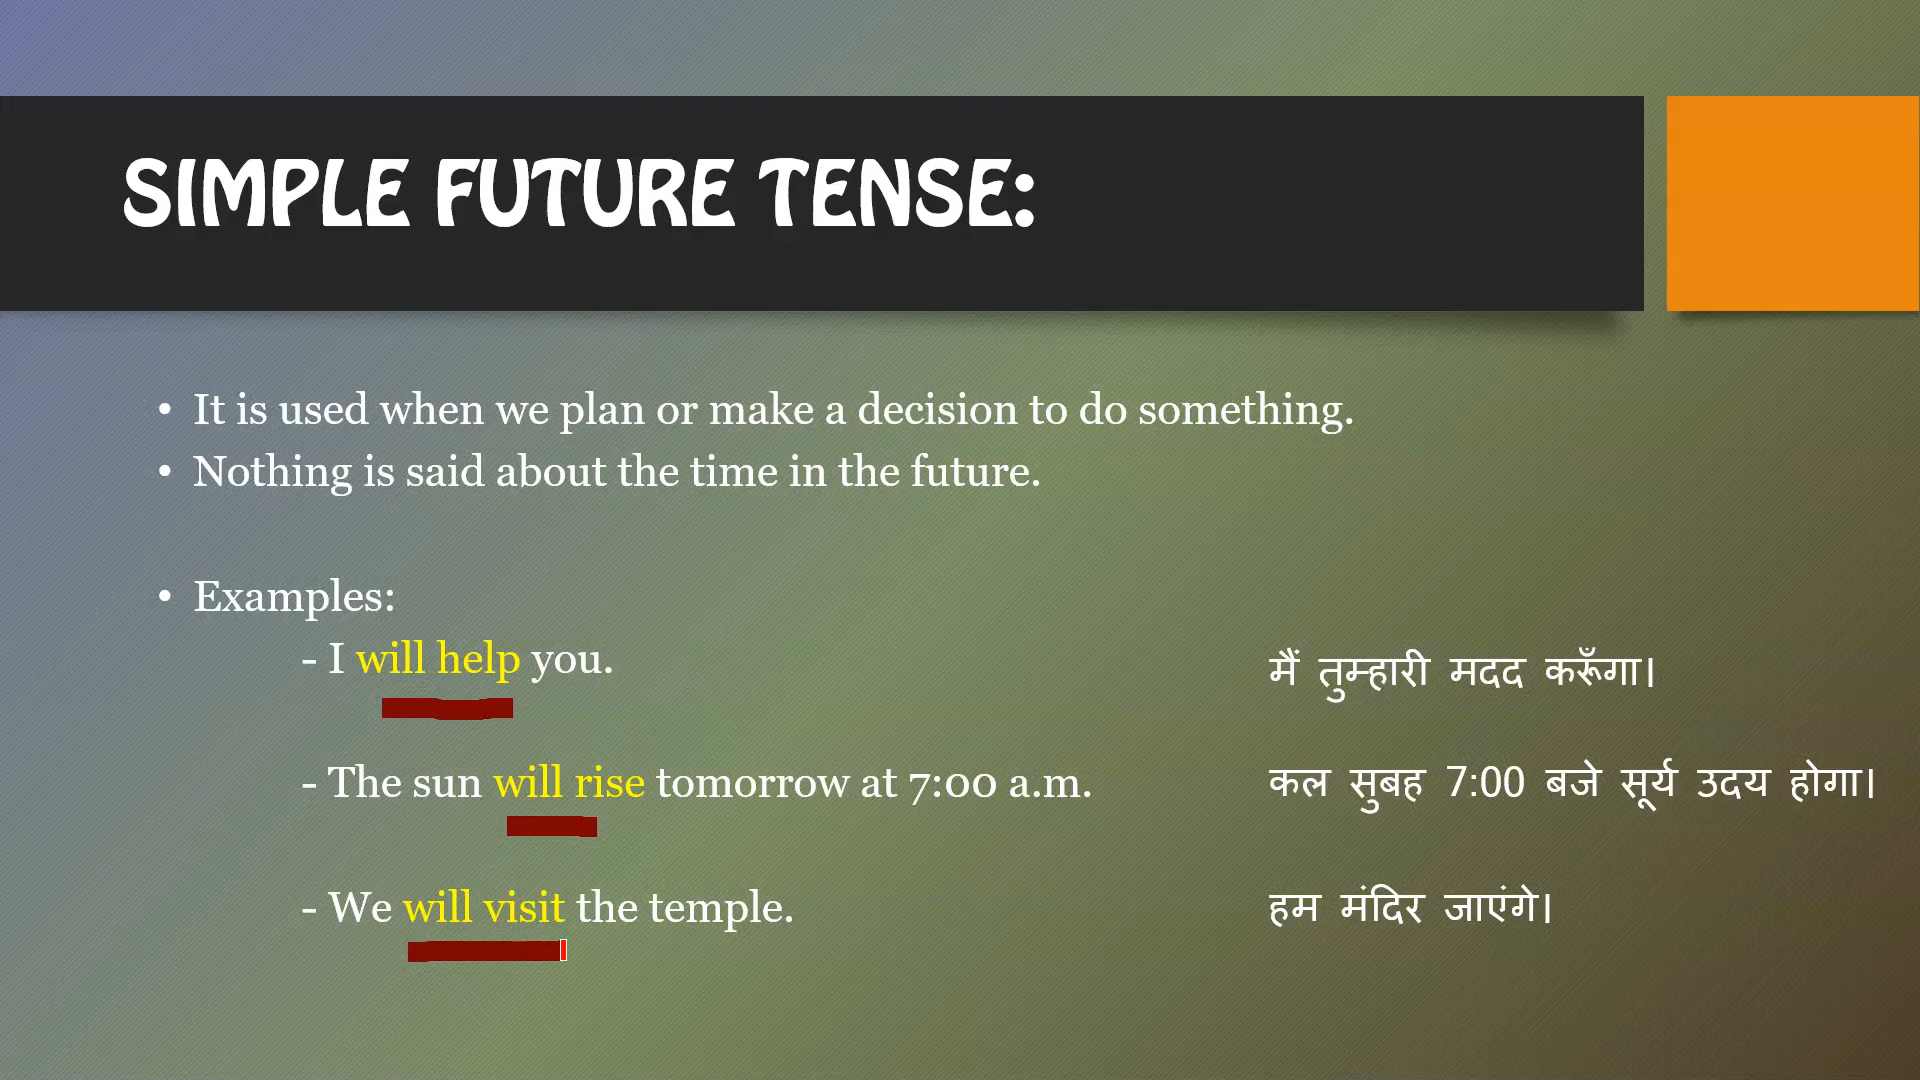 SIMPLE FUTURE TENSE:
• It is used when we plan or make a decision to do something.
• Nothing is said about the time in the future.
• Examples:
- I will help you. मैं तुम्हारी मदद करूँगा।
- The sun will rise tomorrow at 7:00 a.m. कल सुबह 7:00 बजे सूर्य उदय होगा।
- We will visit the temple. हम मंदिर जाएंगे।